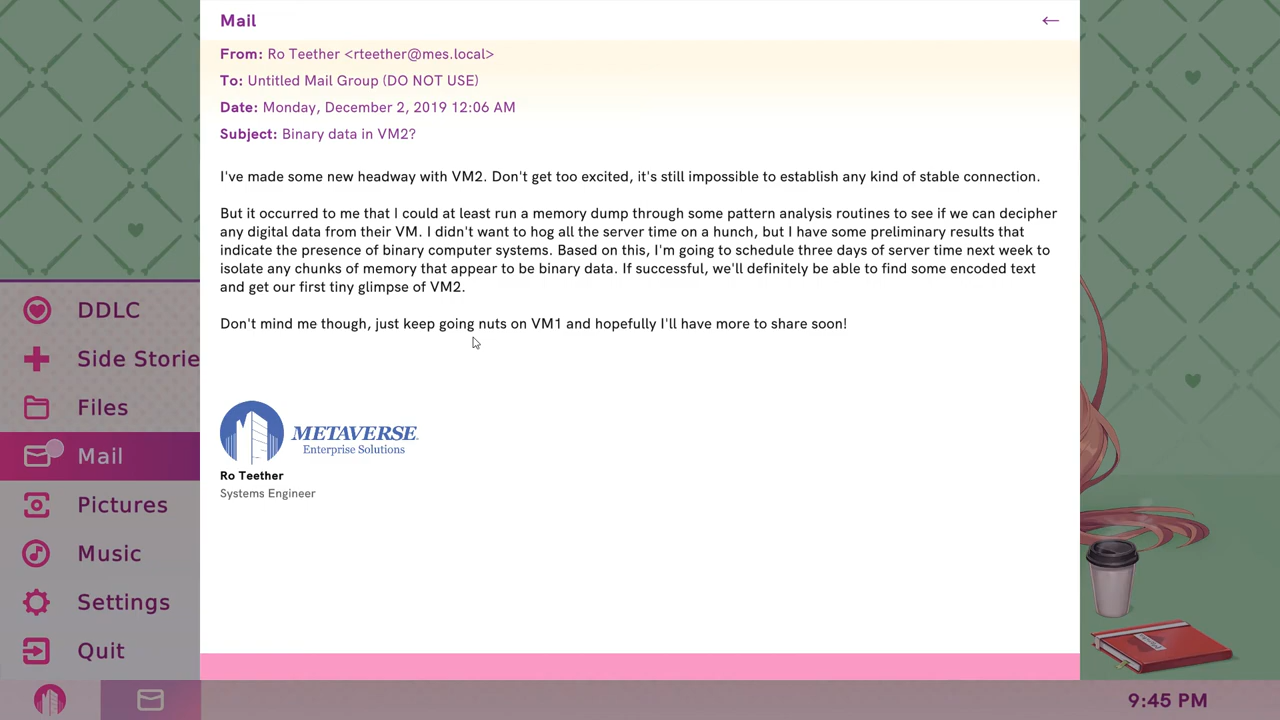 Mail
←
From: Ro Teether <rteether@mes.local>
To: Untitled Mail Group (DO NOT USE)
Date: Monday, December 2, 2019 12:06 AM
Subject: Binary data in VM2?
I've made some new headway with VM2. Don't get too excited, it's still impossible to establish any kind of stable connection.
But it occurred to me that I could at least run a memory dump through some pattern analysis routines to see if we can decipher
any digital data from their VM. I didn't want to hog all the server time on a hunch, but I have some preliminary results that
indicate the presence of binary computer systems. Based on this, I'm going to schedule three days of server time next week to
isolate any chunks of memory that appear to be binary data. If successful, we'll definitely be able to find some encoded text
and get our first tiny glimpse of VM2.
Don't mind me though, just keep going nuts on VM1 and hopefully I'll have more to share soon!
METAVERSE.
Enterprise Solutions
Ro Teether
Systems Engineer
DDLC
Side Storie
Files
Mail
Pictures
Music
Settings
Quit
9:45 PM